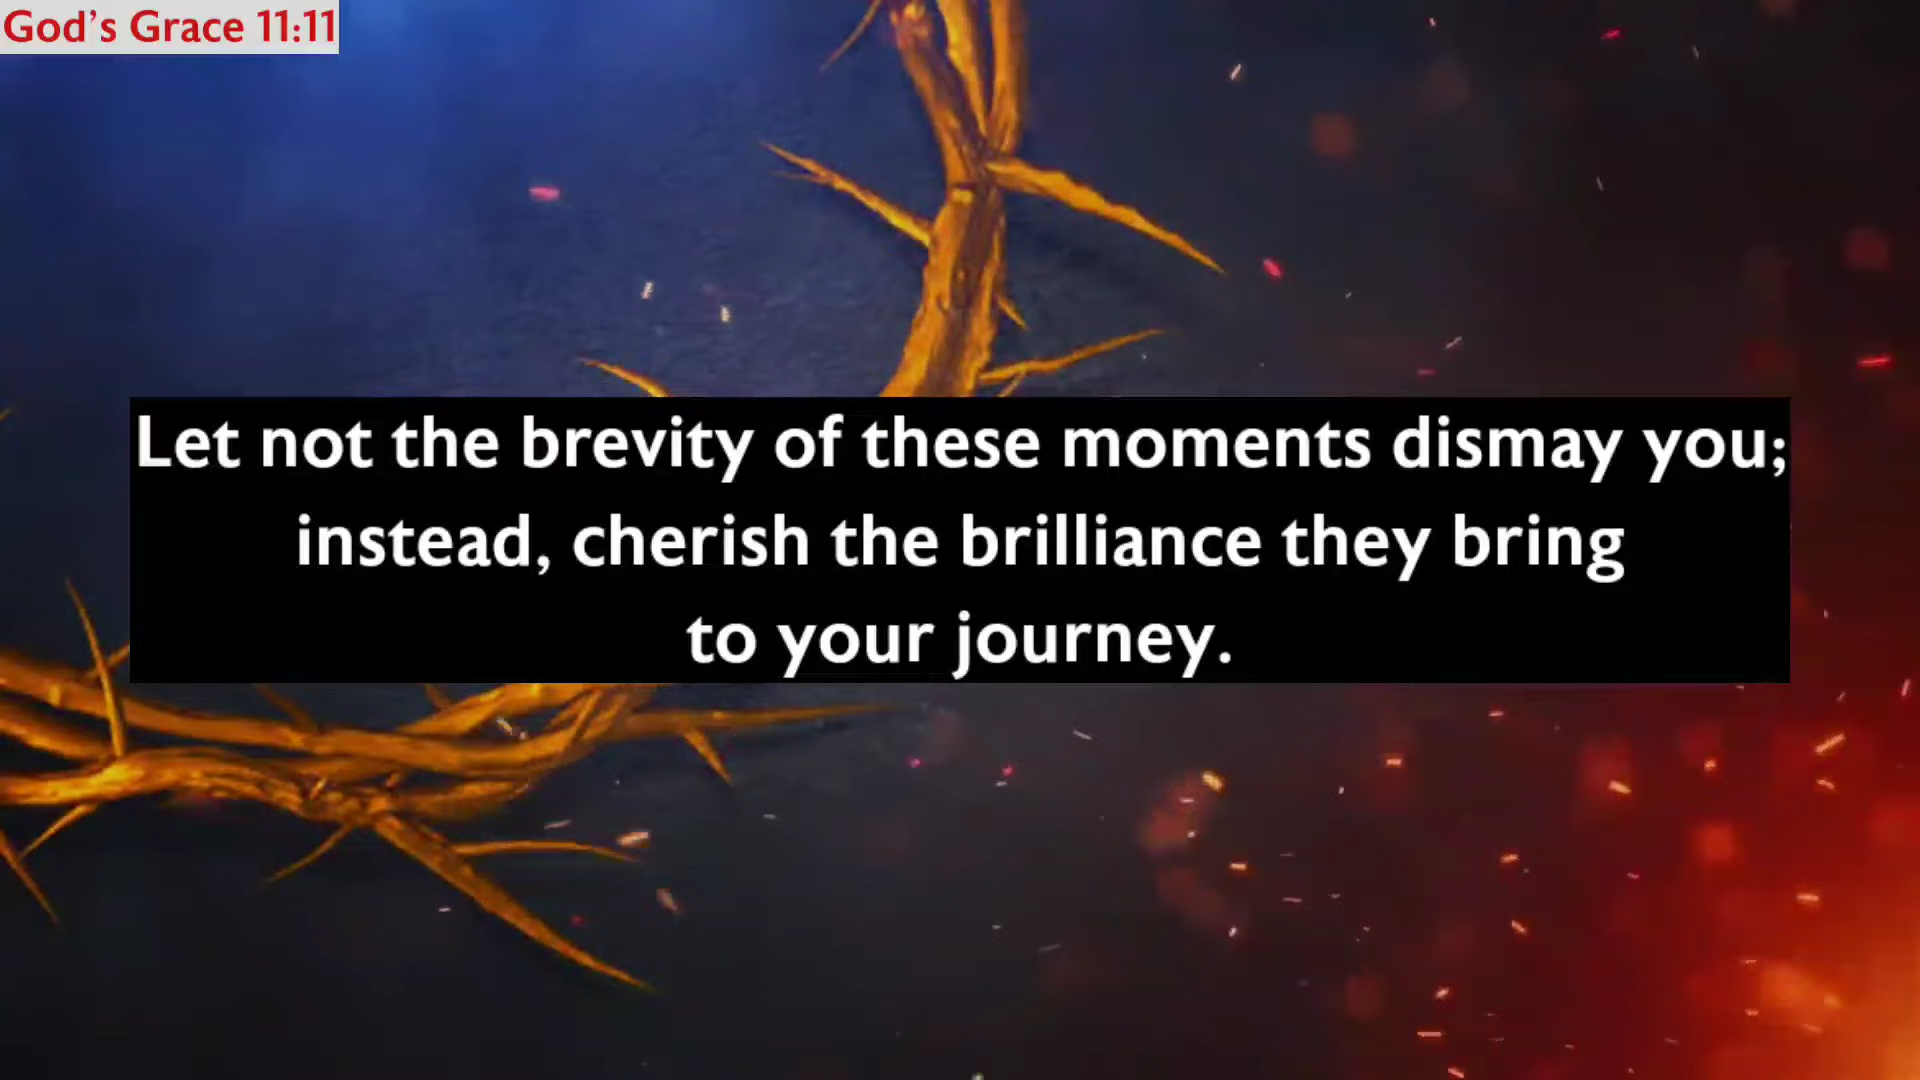 God's Grace 11:11
Let not the brevity of these moments dismay you;
instead, cherish the brilliance they bring
to your journey.